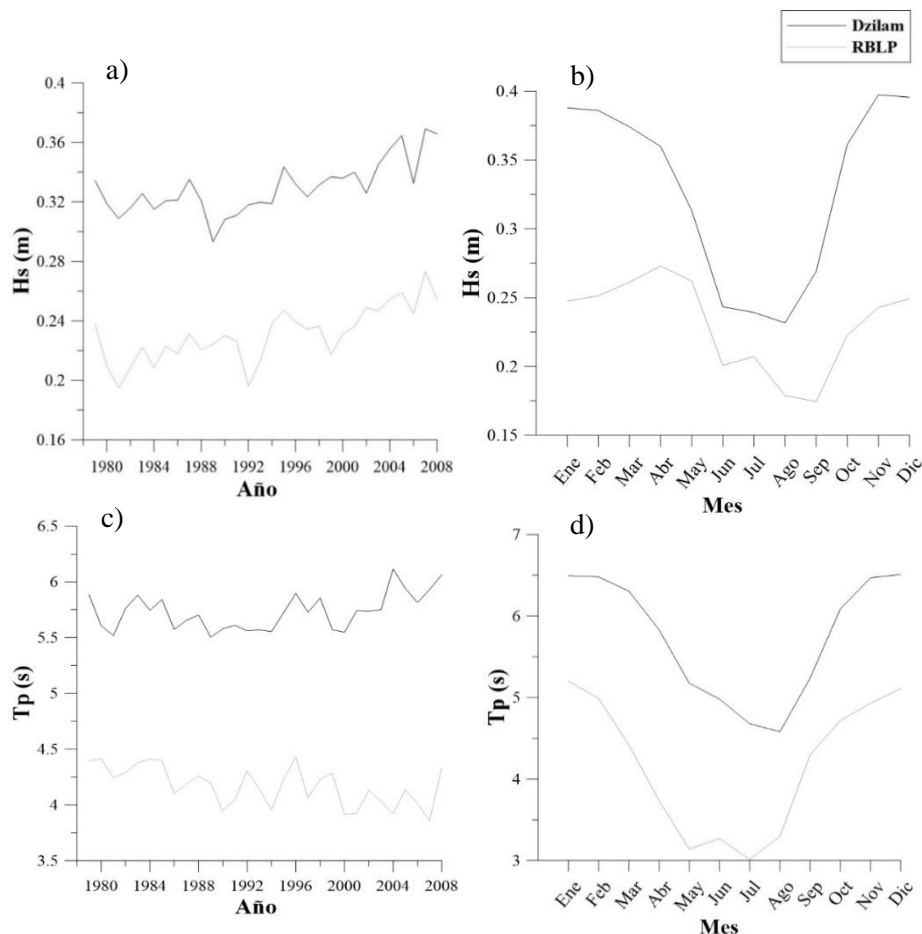 Dzilam
RBLP
a)
Hs (m)
0.4
0.36
0.32
0.28
0.24
0.2
0.16
1980 1984 1988 1992 1996 2000 2004 2008
Año
b)
Hs (m)
0.4
0.35
0.3
0.25
0.2
0.15
Ene Feb Mar Abr May Jun Jul Ago Sep Oct Nov Dic
Mes
c)
Tp (s)
6.5
6
5.5
5
4.5
4
3.5
1980 1984 1988 1992 1996 2000 2004 2008
Año
d)
Tp (s)
7
6
5
4
3
Ene Feb Mar Abr May Jun Jul Ago Sep Oct Nov Dic
Mes